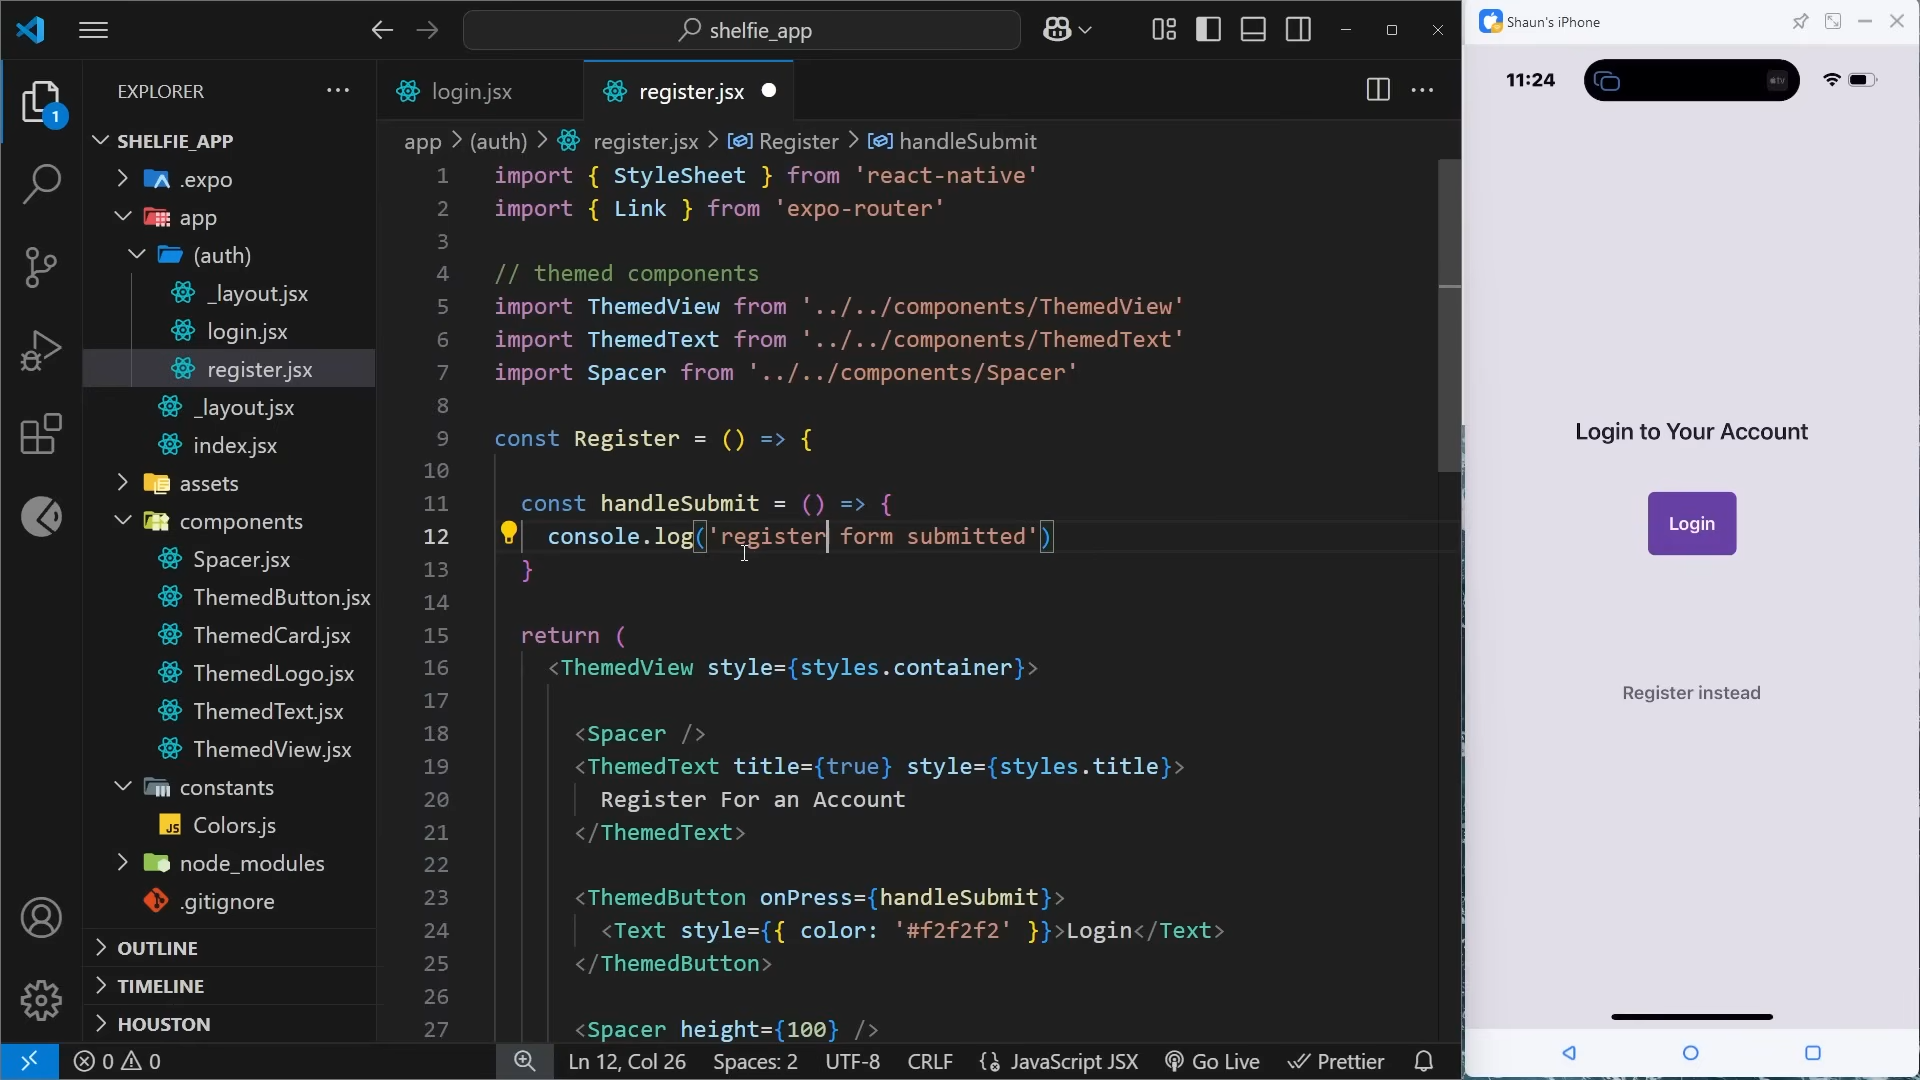 shelfie_app
Shaun's iPhone
EXPLORER
login.jsx
register.jsx
11:24
app > (auth) > register.jsx > Register > handleSubmit
SHELFIE_APP
.expo
app
(auth)
_layout.jsx
login.jsx
register.jsx
_layout.jsx
index.jsx
assets
components
Spacer.jsx
ThemedButton.jsx
ThemedCard.jsx
ThemedLogo.jsx
ThemedText.jsx
ThemedView.jsx
constants
JS Colors.js
node_modules
.gitignore
OUTLINE
TIMELINE
HOUSTON
1
1 import { StyleSheet } from 'react-native'
2 import { Link } from 'expo-router'
3
4 // themed components
5 import ThemedView from '../../components/ThemedView'
6 import ThemedText from '../../components/ThemedText'
7 import Spacer from '../../components/Spacer'
8
9 const Register = () => {
10
11 const handleSubmit = () => {
12 console.log('register form submitted')
13 }
14
15 return (
16 <ThemedView style={styles.container}>
17
18 <Spacer />
19 <ThemedText title={true} style={styles.title}>
20 Register For an Account
21 </ThemedText>
22
23 <ThemedButton onPress={handleSubmit}>
24 <Text style={{ color: '#f2f2f2' }}>Login</Text>
25 </ThemedButton>
26
27 <Spacer height={100} />
Login to Your Account
Login
Register instead
0 0
Ln 12, Col 26
Spaces: 2
UTF-8
CRLF
JavaScript JSX
Go Live
Prettier